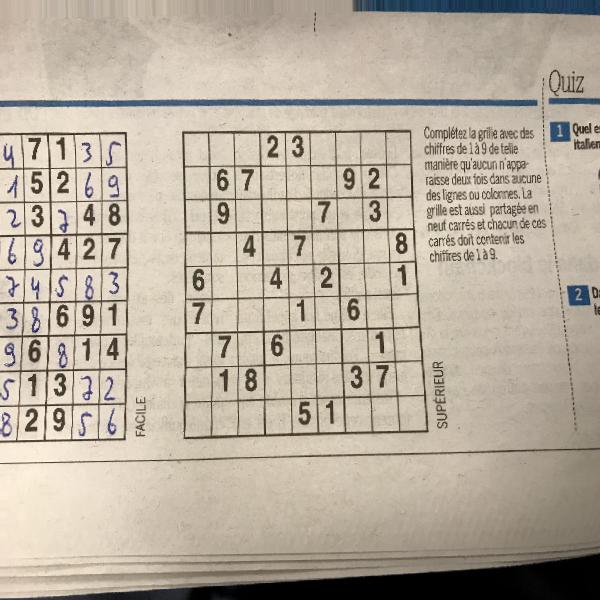 Quiz
4 7 1 3 5
1 5 2 6 9
2 3 7 4 8
6 9 4 2 7
7 4 5 8 3
3 8 6 9 1
9 6 8 1 4
5 1 3 7 2
8 2 9 5 6
FACILE
2 3
6 7 9 2
9 7 3
4 7 8
6 4 2 1
7 1 6
7 6 1
1 8 3 7
5 1
SUPÉRIEUR
Complétez la grille avec des
chiffres de 1 à 9 de telle
manière qu'aucun n'appa-
raisse deux fois dans aucune
des lignes ou colonnes. La
grille est aussi partagée en
neuf carrés et chacun de ces
carrés doit contenir les
chiffres de 1 à 9.
1 Quel
italien
2